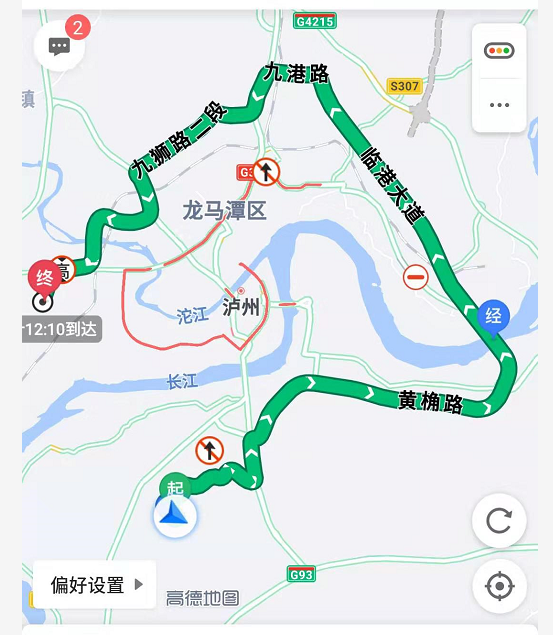 G4215
2
九港路
S307
镇
九狮路二段
临港大道
G3
龙马潭区
高
终
12:10到达
沱江
泸州
经
长江
黄桷路
起
G93
偏好设置
高德地图